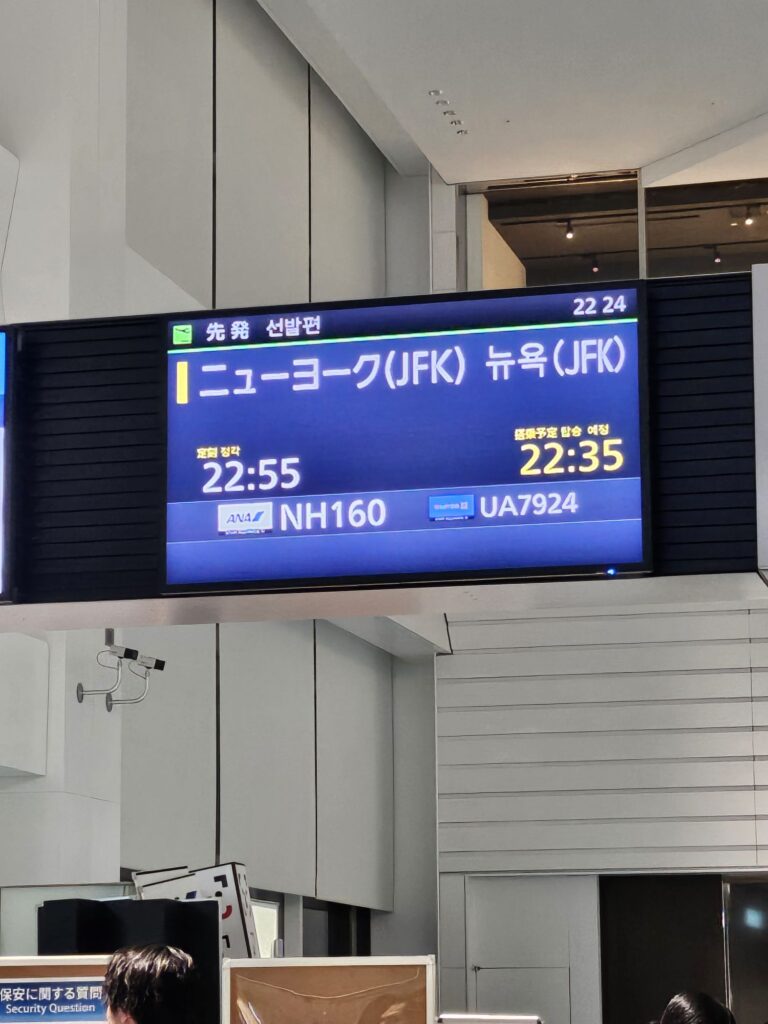 先発 선발편 22 24
ニューヨーク(JFK) 뉴욕(JFK)
定刻 정각 搭乗予定 탑승 예정
22:55 22:35
ANA NH160 UA7924
保安に関する質問
Security Question